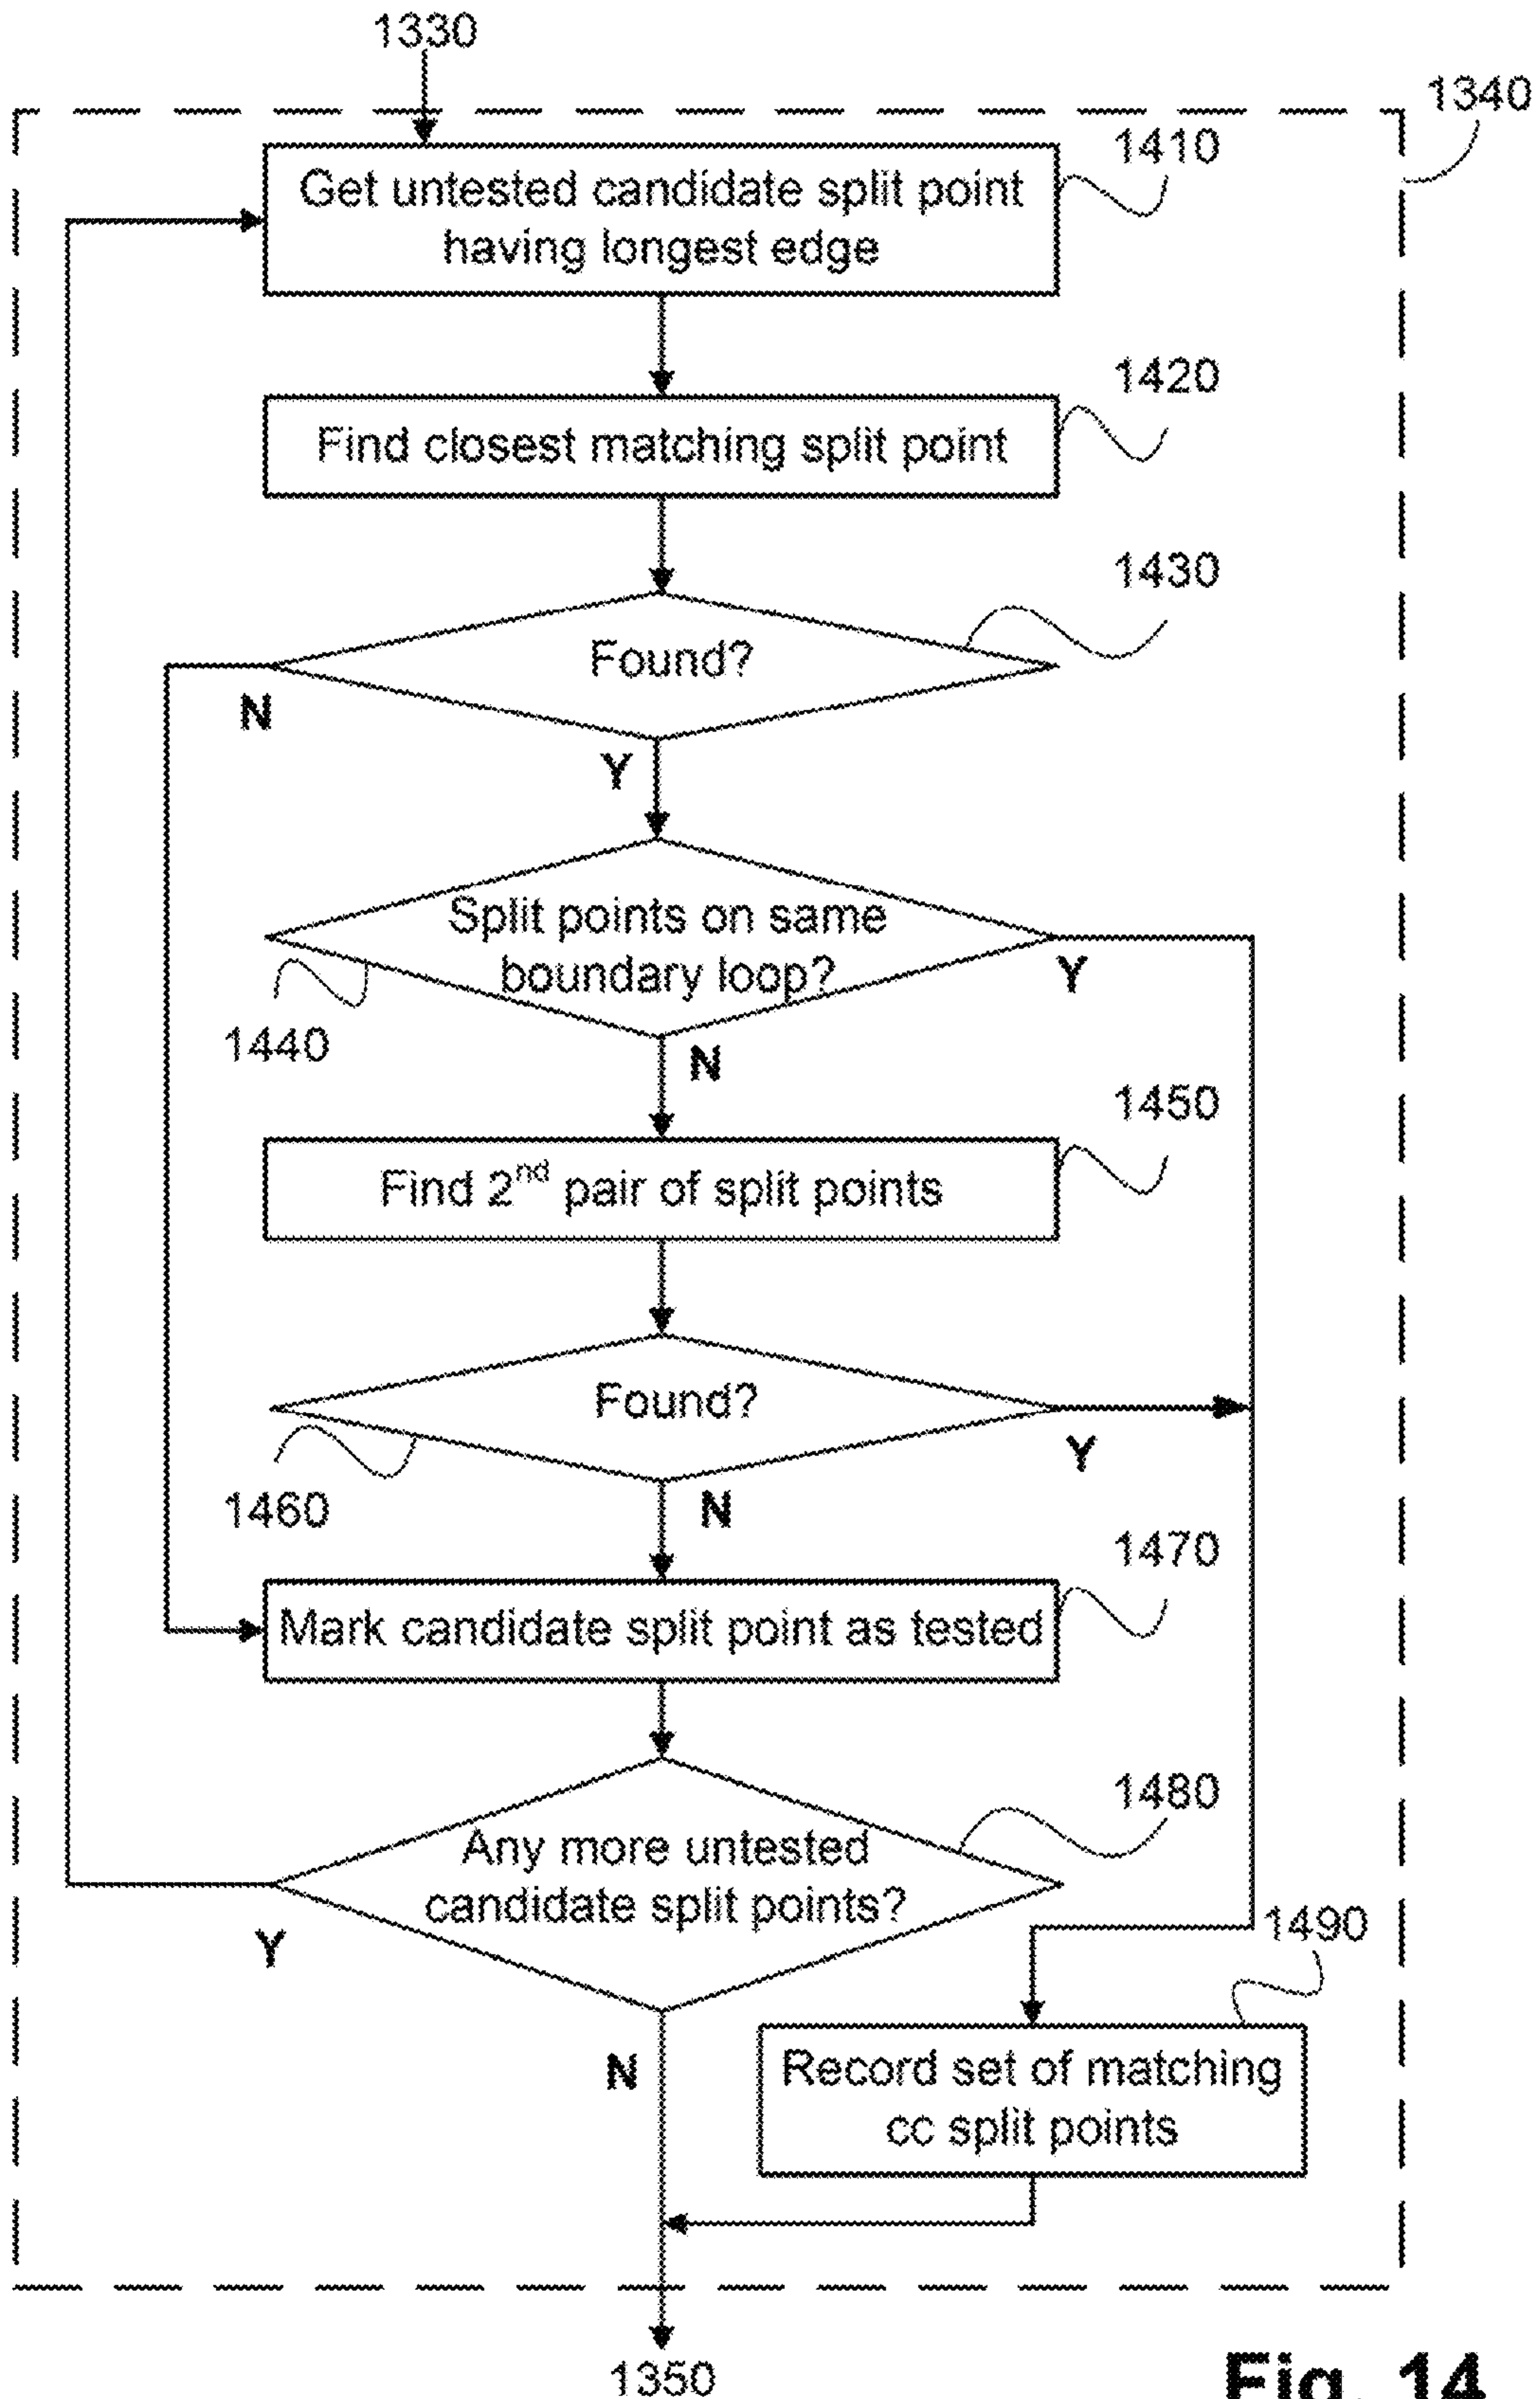 1330
1340
1410
Get untested candidate split point
having longest edge
1420
Find closest matching split point
1430
Found?
N
Y
Split points on same
boundary loop?
Y
1440
N
1450
Find 2nd pair of split points
Found?
Y
1460
N
1470
Mark candidate split point as tested
1480
Any more untested
candidate split points?
Y
1490
N
Record set of matching
cc split points
1350
Fig. 14